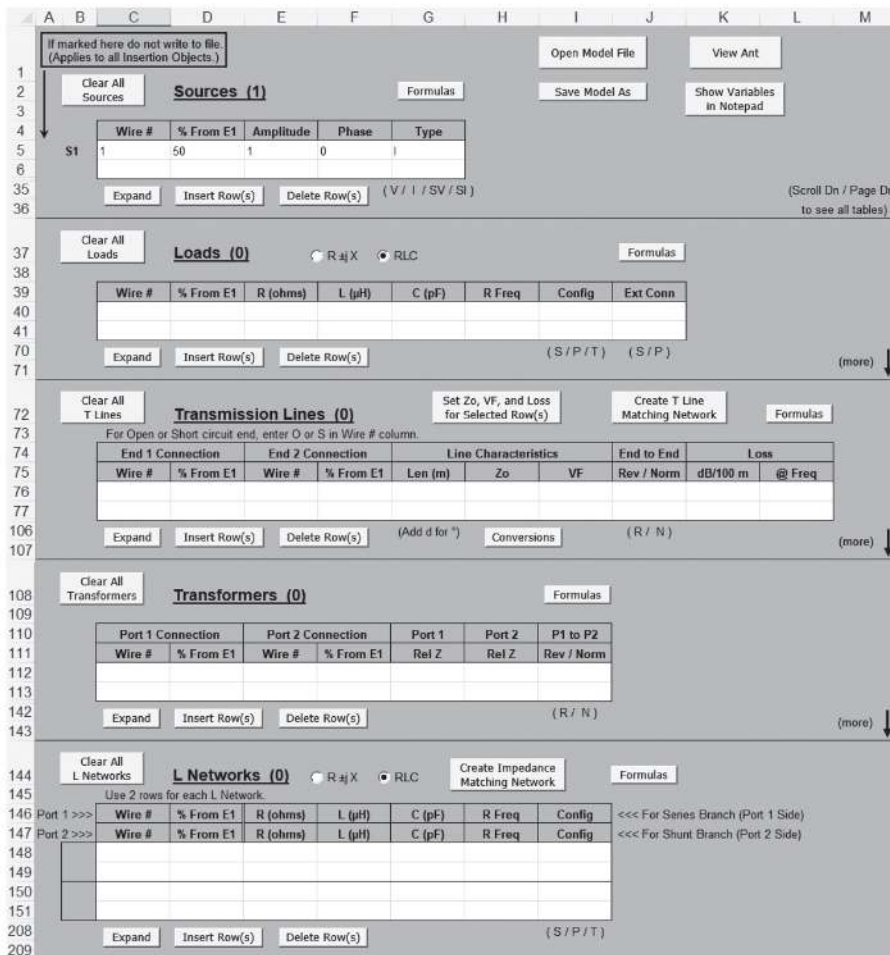 A B C D E F G H I J K L M
If marked here do not write to file.
(Applies to all Insertion Objects.)
Open Model File View Ant
1
Clear All
Sources
2 Sources (1) Formulas Save Model As Show Variables
in Notepad
3
4 Wire # % From E1 Amplitude Phase Type
5 S1 1 50 1 0 I
6
35 Expand Insert Row(s) Delete Row(s) ( V / I / SV / SI ) (Scroll Dn / Page Dn
36 to see all tables)
Clear All
Loads
37 Loads (0) R ±j X RLC Formulas
38
39 Wire # % From E1 R (ohms) L (µH) C (pF) R Freq Config Ext Conn
40
41
70 Expand Insert Row(s) Delete Row(s) ( S / P / T ) ( S / P )
71 (more)
Clear All
T Lines
Set Zo, VF, and Loss
for Selected Row(s)
Create T Line
Matching Network
72 Transmission Lines (0) Formulas
73 For Open or Short circuit end, enter O or S in Wire # column.
74 End 1 Connection End 2 Connection Line Characteristics End to End Loss
75 Wire # % From E1 Wire # % From E1 Len (m) Zo VF Rev / Norm dB/100 m @ Freq
76
77
106 Expand Insert Row(s) Delete Row(s) (Add d for °) Conversions ( R / N )
107 (more)
Clear All
Transformers
108 Transformers (0) Formulas
109
110 Port 1 Connection Port 2 Connection Port 1 Port 2 P1 to P2
111 Wire # % From E1 Wire # % From E1 Rel Z Rel Z Rev / Norm
112
113
142 Expand Insert Row(s) Delete Row(s) ( R / N )
143 (more)
Clear All
L Networks
144 L Networks (0) R ±j X RLC Create Impedance
Matching Network Formulas
145 Use 2 rows for each L Network.
146 Port 1 >>> Wire # % From E1 R (ohms) L (µH) C (pF) R Freq Config <<< For Series Branch (Port 1 Side)
147 Port 2 >>> Wire # % From E1 R (ohms) L (µH) C (pF) R Freq Config <<< For Shunt Branch (Port 2 Side)
148
149
150
151
208 Expand Insert Row(s) Delete Row(s) ( S / P / T )
209